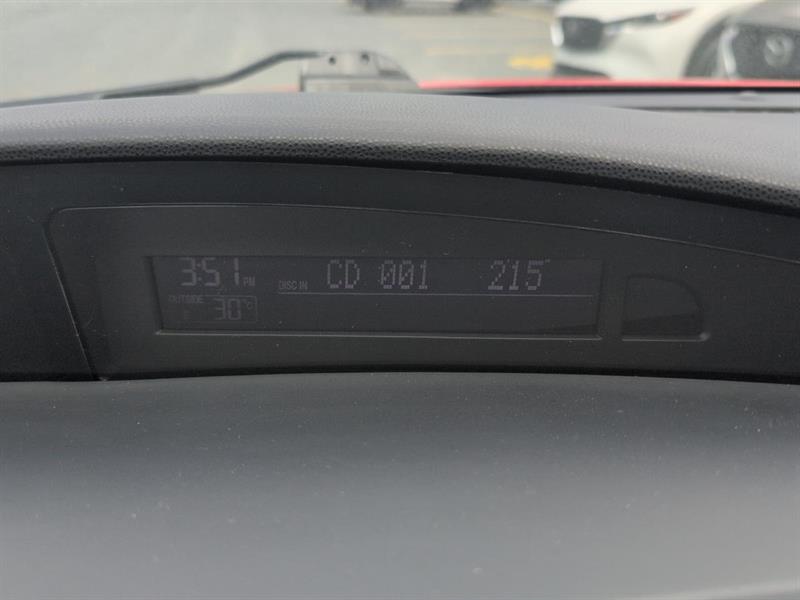 3:51 PM DISC IN CD 001 2'15"
OUTSIDE 30°C